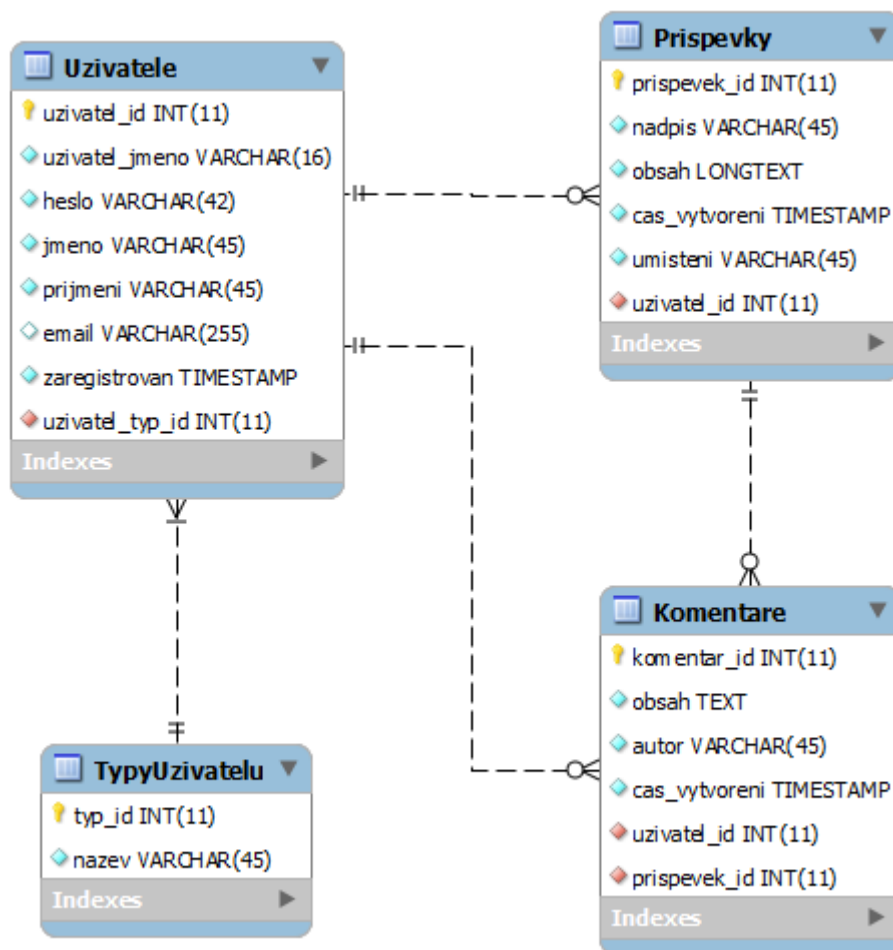 Uzivatele
uzivatel_id INT(11)
uzivatel_jmeno VARCHAR(16)
heslo VARCHAR(42)
jmeno VARCHAR(45)
prijmeni VARCHAR(45)
email VARCHAR(255)
zaregistrovan TIMESTAMP
uzivatel_typ_id INT(11)
Indexes
Prispevky
prispevek_id INT(11)
nadpis VARCHAR(45)
obsah LONGTEXT
cas_vytvoreni TIMESTAMP
umisteni VARCHAR(45)
uzivatel_id INT(11)
Indexes
TypyUzivatelu
typ_id INT(11)
nazev VARCHAR(45)
Indexes
Komentare
komentar_id INT(11)
obsah TEXT
autor VARCHAR(45)
cas_vytvoreni TIMESTAMP
uzivatel_id INT(11)
prispevek_id INT(11)
Indexes